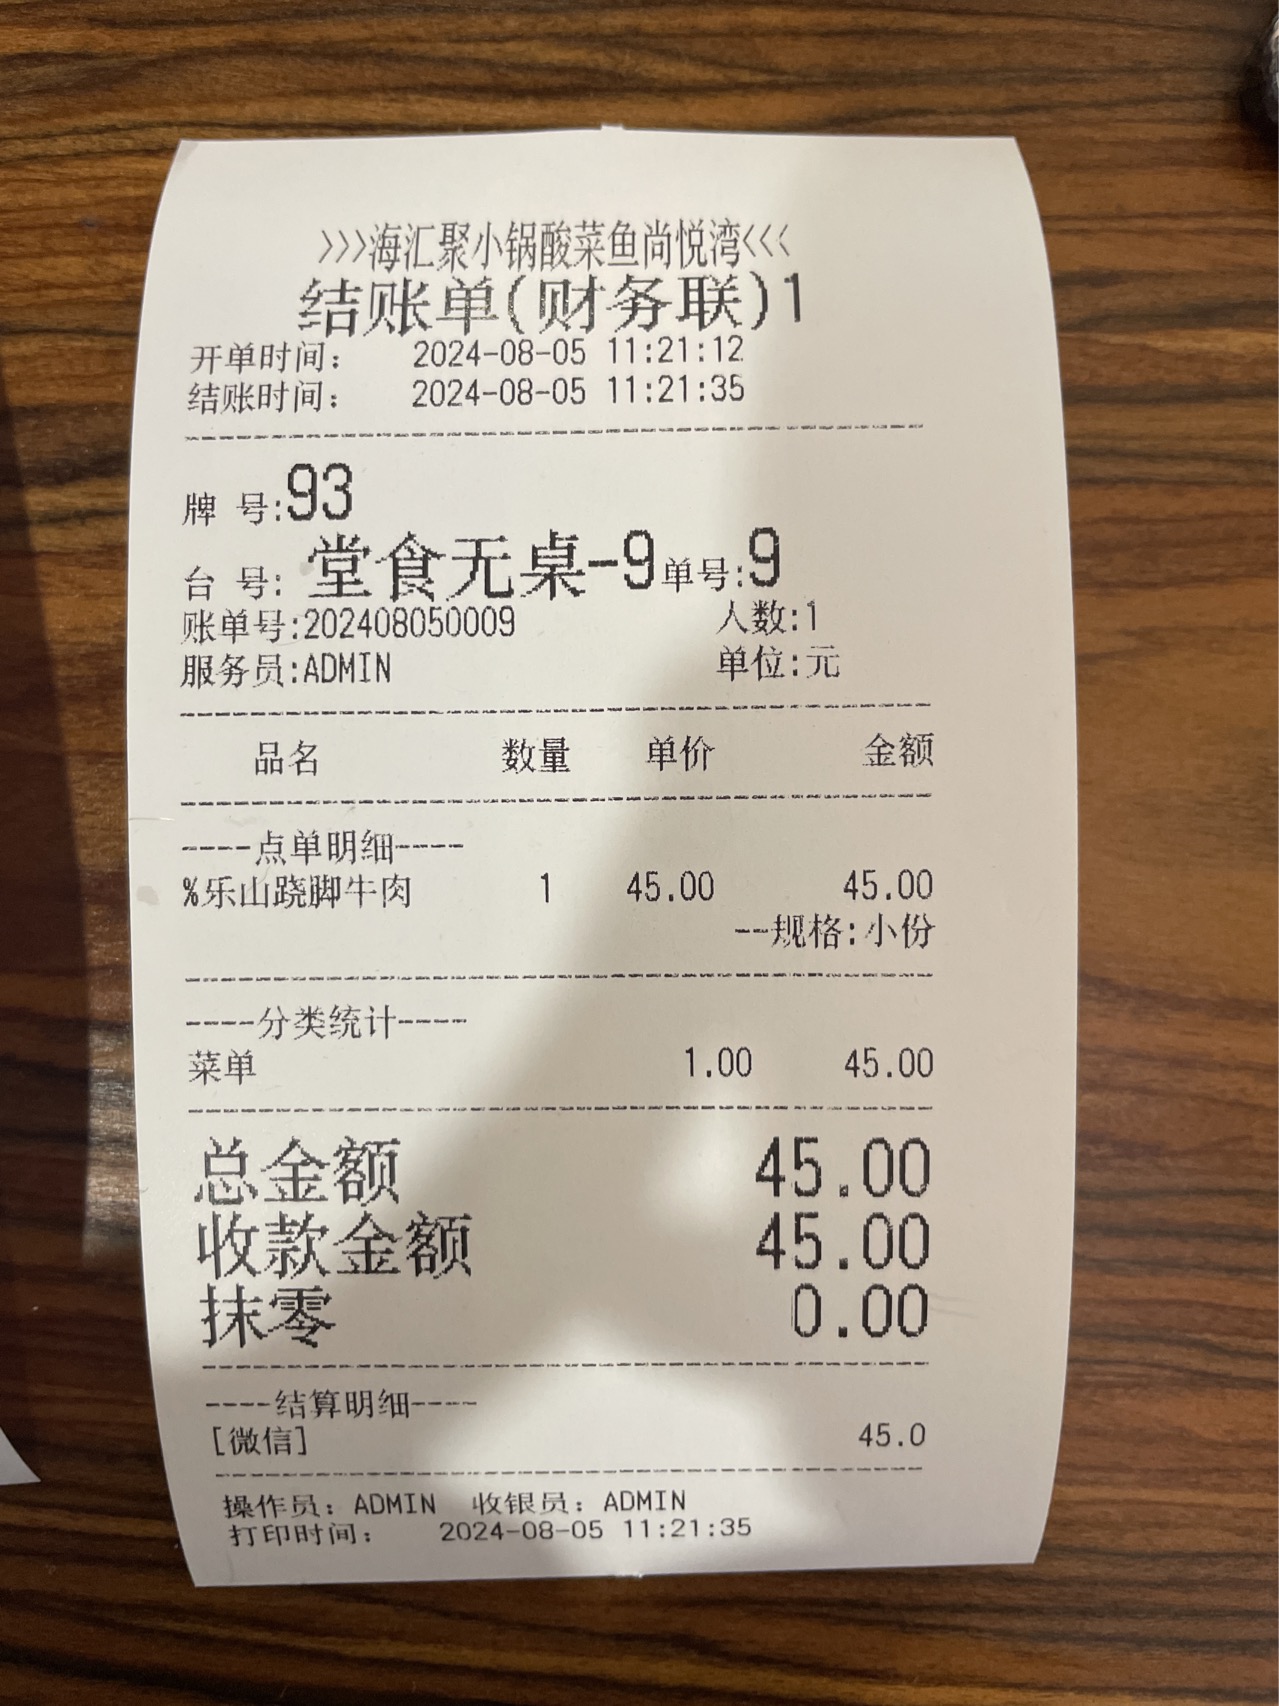 >>>海汇聚小锅酸菜鱼尚悦湾<<<
结账单(财务联)1
开单时间： 2024-08-05 11:21:12
结账时间： 2024-08-05 11:21:35
牌 号:93
台 号: 堂食无桌-9 单号:9
账单号:202408050009 人数:1
服务员:ADMIN 单位:元
品名 数量 单价 金额
----点单明细----
%乐山跷脚牛肉 1 45.00 45.00
--规格:小份
----分类统计----
菜单 1.00 45.00
总金额 45.00
收款金额 45.00
抹零 0.00
----结算明细----
[微信] 45.0
操作员：ADMIN 收银员：ADMIN
打印时间： 2024-08-05 11:21:35